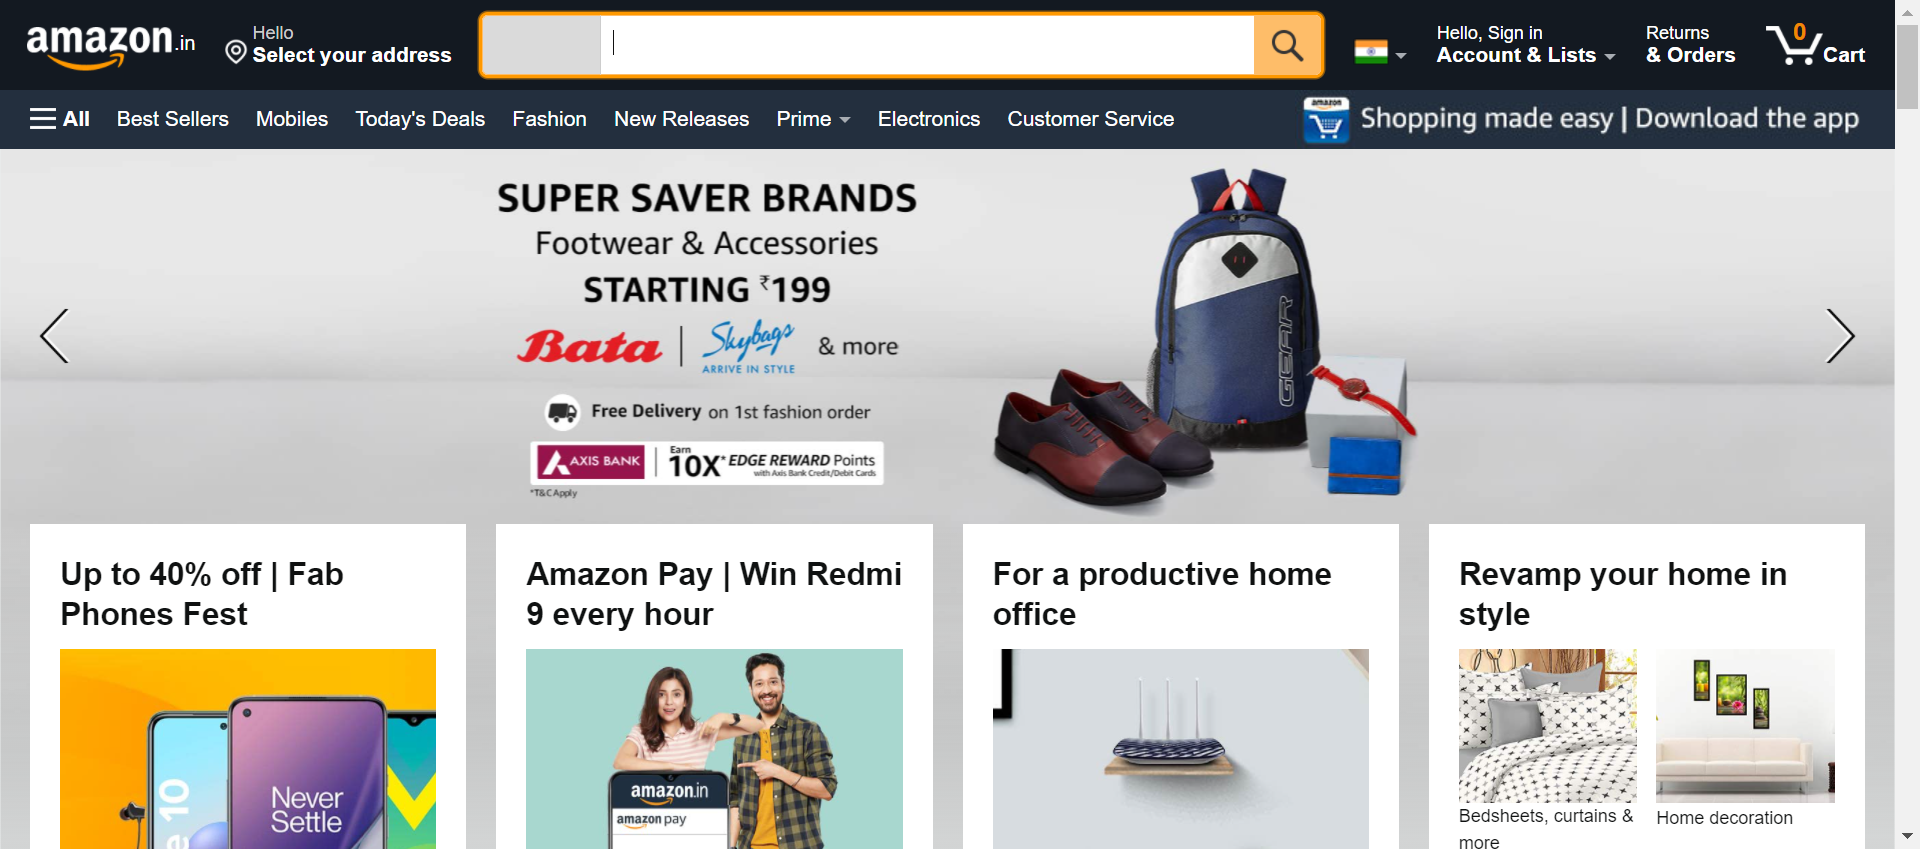 amazon.in
Hello
Select your address
Hello, Sign in
Account & Lists
Returns
& Orders
0
Cart
All
Best Sellers
Mobiles
Today's Deals
Fashion
New Releases
Prime
Electronics
Customer Service
amazon
Shopping made easy | Download the app
SUPER SAVER BRANDS
Footwear & Accessories
STARTING ₹199
Bata | Skybags & more
ARRIVE IN STYLE
Free Delivery on 1st fashion order
AXIS BANK
Earn
10X* EDGE REWARD Points
with Axis Bank Credit/Debit Cards
*T&C Apply
GEAR
Up to 40% off | Fab
Phones Fest
Never
Settle
Amazon Pay | Win Redmi
9 every hour
amazon.in
amazon pay
For a productive home
office
Revamp your home in
style
Bedsheets, curtains &
more
Home decoration